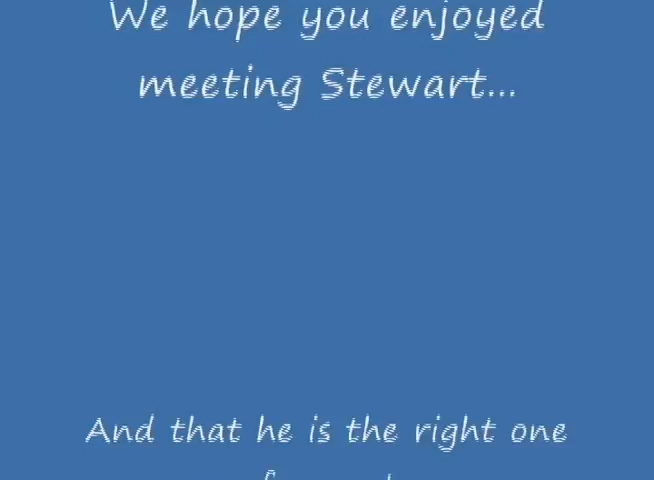 We hope you enjoyed
meeting Stewart...
And that he is the right one